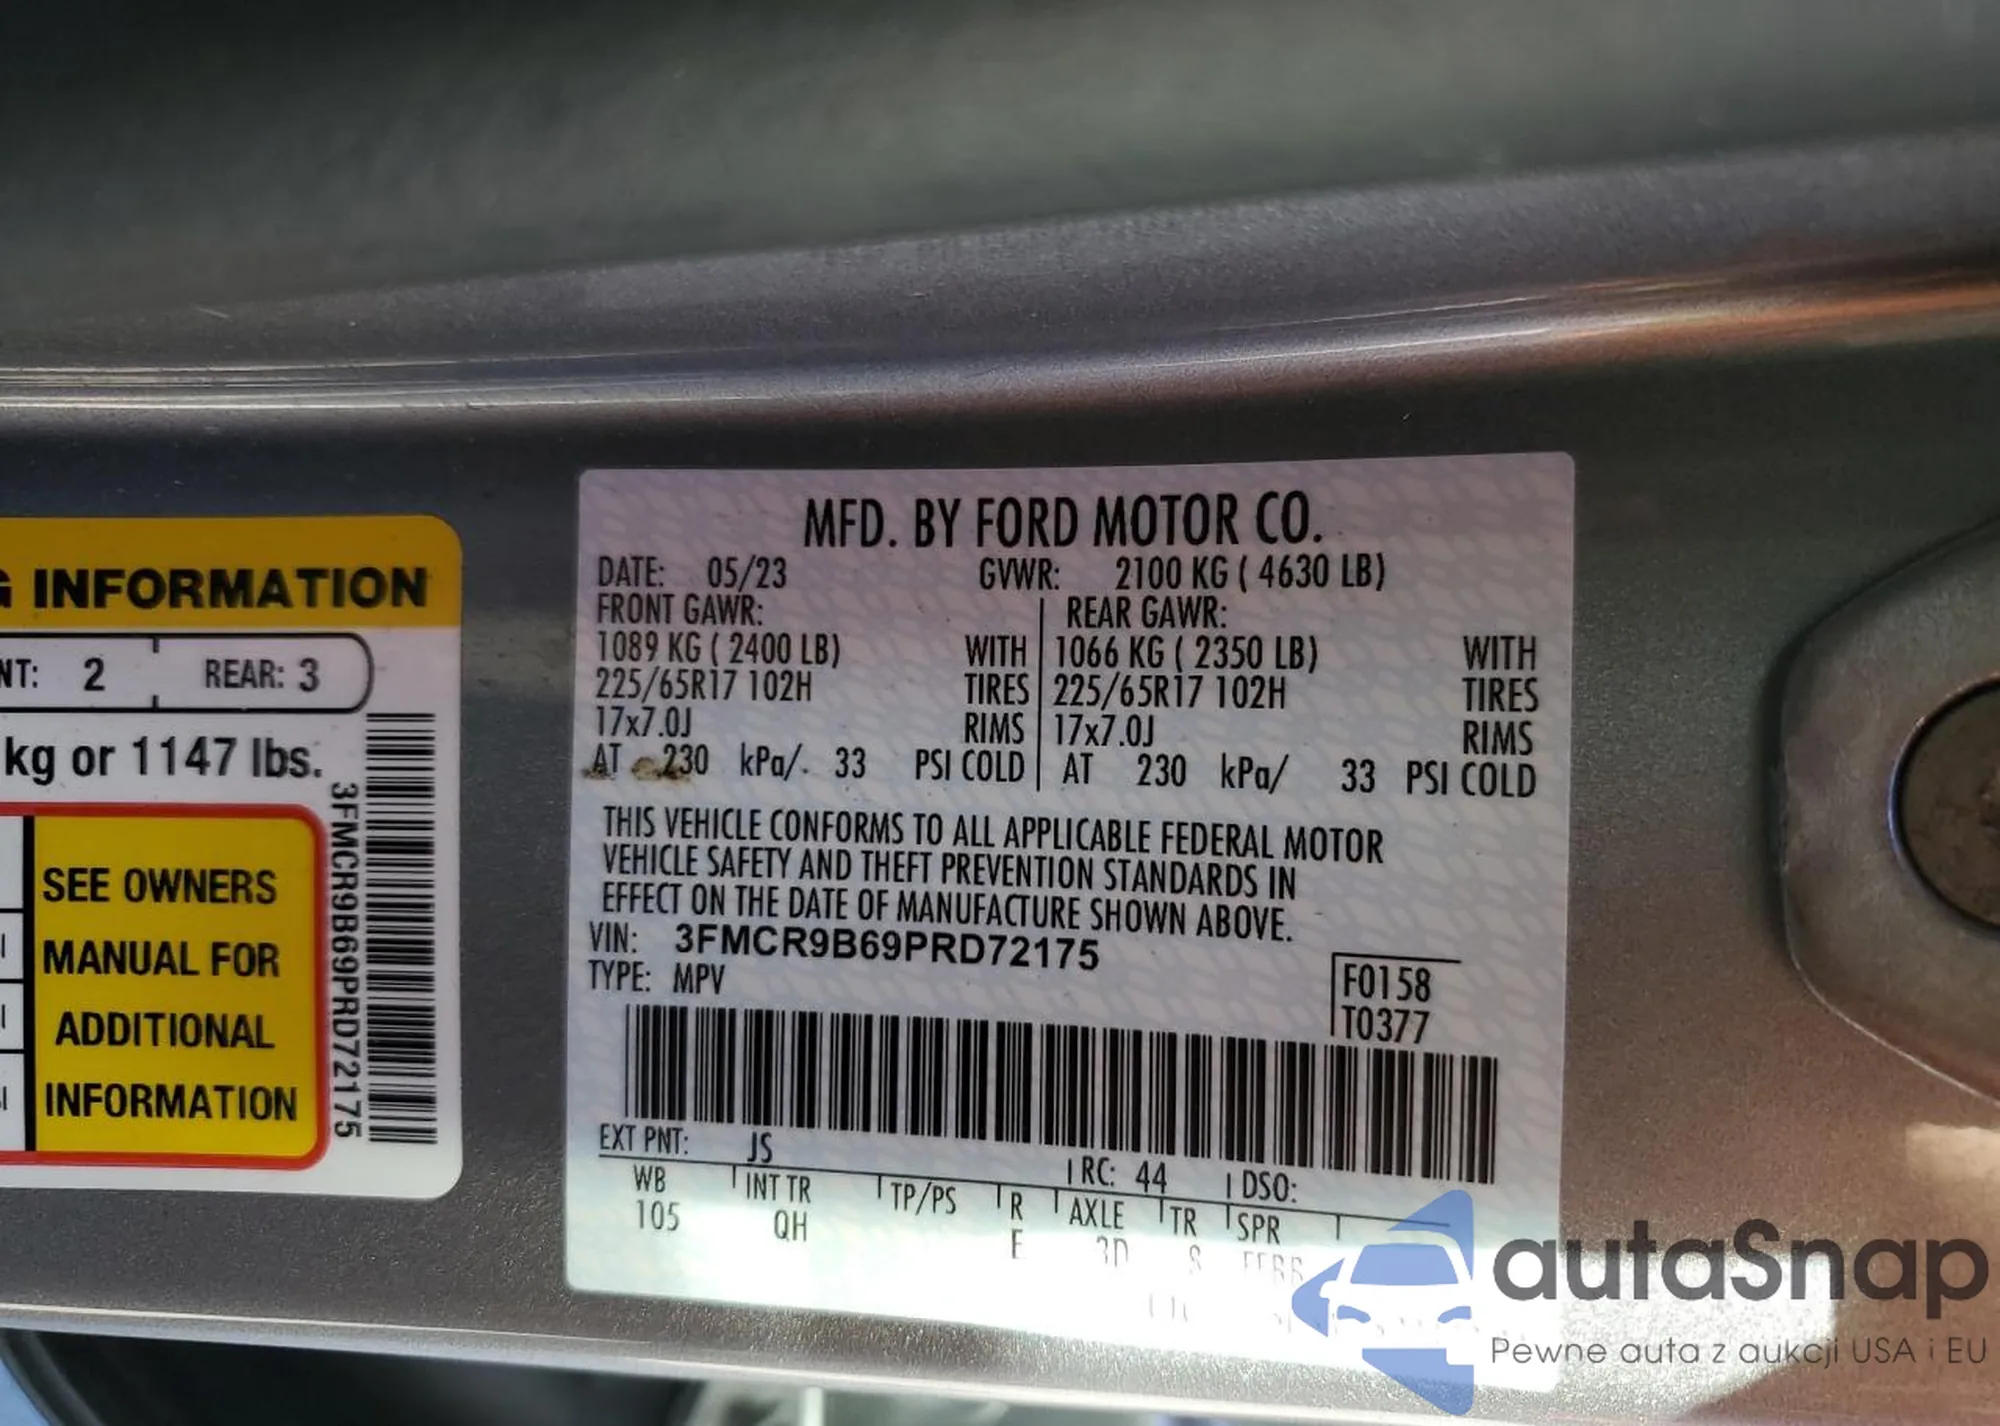 G INFORMATION
NT: 2 REAR: 3
kg or 1147 lbs.
SEE OWNERS
MANUAL FOR
ADDITIONAL
INFORMATION
3FMCR9B69PRD72175
MFD. BY FORD MOTOR CO.
DATE: 05/23 GVWR: 2100 KG ( 4630 LB)
FRONT GAWR: REAR GAWR:
1089 KG ( 2400 LB) WITH 1066 KG ( 2350 LB) WITH
225/65R17 102H TIRES 225/65R17 102H TIRES
17x7.0J RIMS 17x7.0J RIMS
AT 230 kPa/ 33 PSI COLD AT 230 kPa/ 33 PSI COLD
THIS VEHICLE CONFORMS TO ALL APPLICABLE FEDERAL MOTOR
VEHICLE SAFETY AND THEFT PREVENTION STANDARDS IN
EFFECT ON THE DATE OF MANUFACTURE SHOWN ABOVE.
VIN: 3FMCR9B69PRD72175
TYPE: MPV
F0158
T0377
EXT PNT: JS RC: 44 DSO:
WB INT TR TP/PS R AXLE TR SPR
105 QH E 3D 8
autaSnap
Pewne auta z aukcji USA i EU